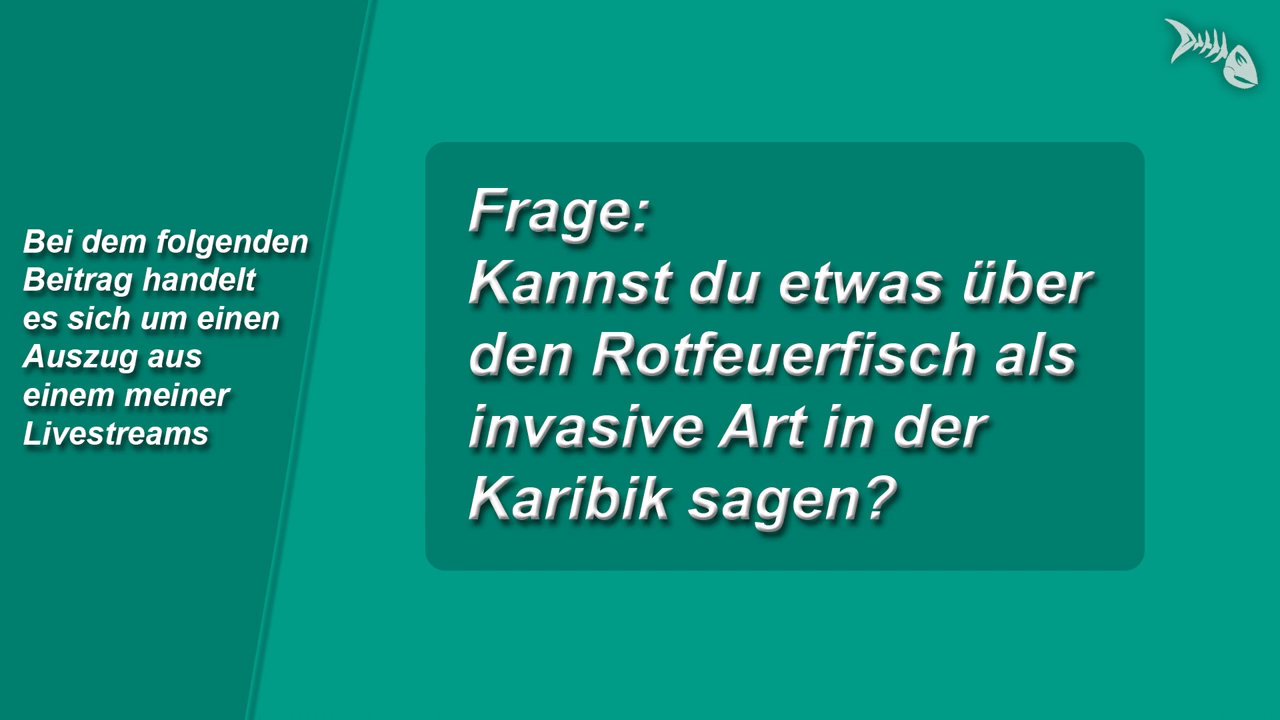 Bei dem folgenden
Beitrag handelt
es sich um einen
Auszug aus
einem meiner
Livestreams
Frage:
Kannst du etwas über
den Rotfeuerfisch als
invasive Art in der
Karibik sagen?